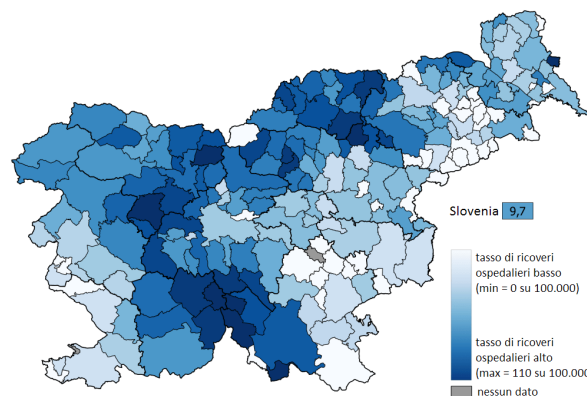 Slovenia 9,7
tasso di ricoveri
ospedalieri basso
(min = 0 su 100.000)
tasso di ricoveri
ospedalieri alto
(max = 110 su 100.000
nessun dato